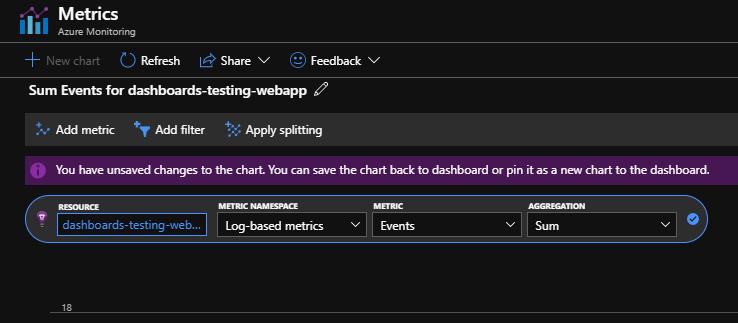 Metrics
Azure Monitoring
New chart Refresh Share Feedback
Sum Events for dashboards-testing-webapp
Add metric Add filter Apply splitting
You have unsaved changes to the chart. You can save the chart back to dashboard or pin it as a new chart to the dashboard.
RESOURCE METRIC NAMESPACE METRIC AGGREGATION
dashboards-testing-web... Log-based metrics Events Sum
18